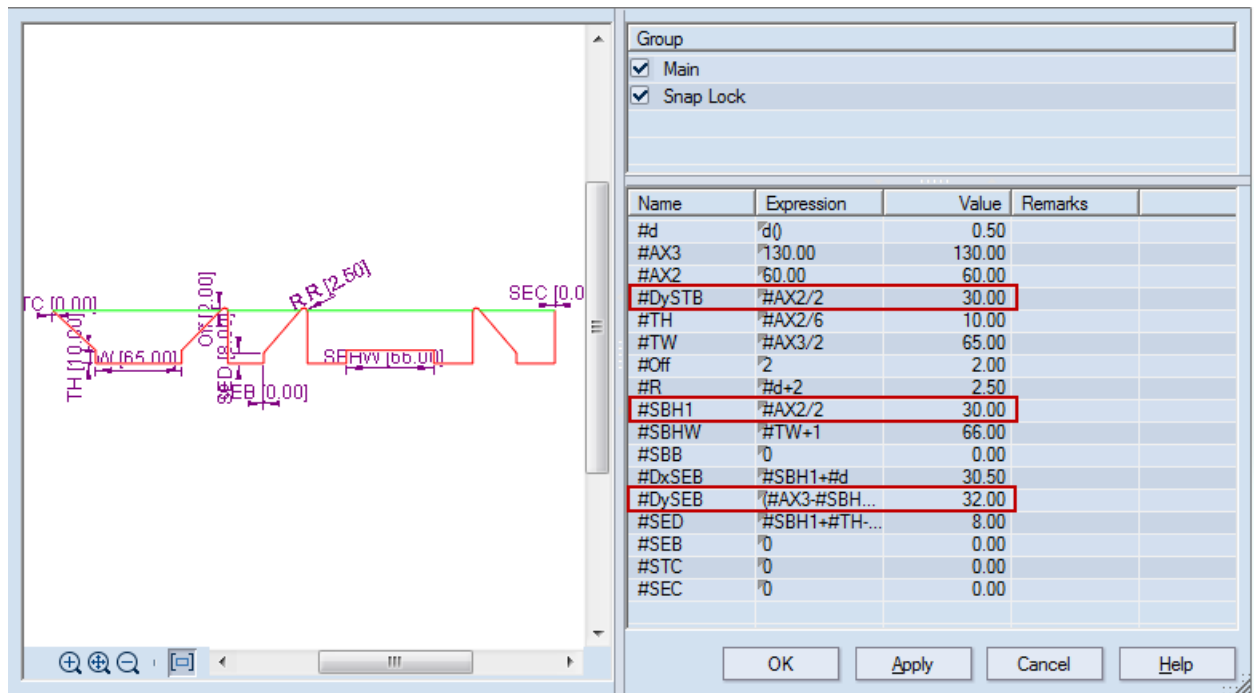 Group
Main
Snap Lock
Name Expression Value Remarks
#d d() 0.50
#AX3 130.00 130.00
#AX2 60.00 60.00
#DySTB #AX2/2 30.00
#TH #AX2/6 10.00
#TW #AX3/2 65.00
#Off 2 2.00
#R #d+2 2.50
#SBH1 #AX2/2 30.00
#SBHW #TW+1 66.00
#SBB 0 0.00
#DxSEB #SBH1+#d 30.50
#DySEB (#AX3-#SBH... 32.00
#SED #SBH1+#TH-... 8.00
#SEB 0 0.00
#STC 0 0.00
#SEC 0 0.00
TC [0.00]
R R [2.50]
SEC [0.0
TH [10.00]
W [65.00]
SED [8.00]
SBHW [66.00]
EB [0.00]
OK Apply Cancel Help